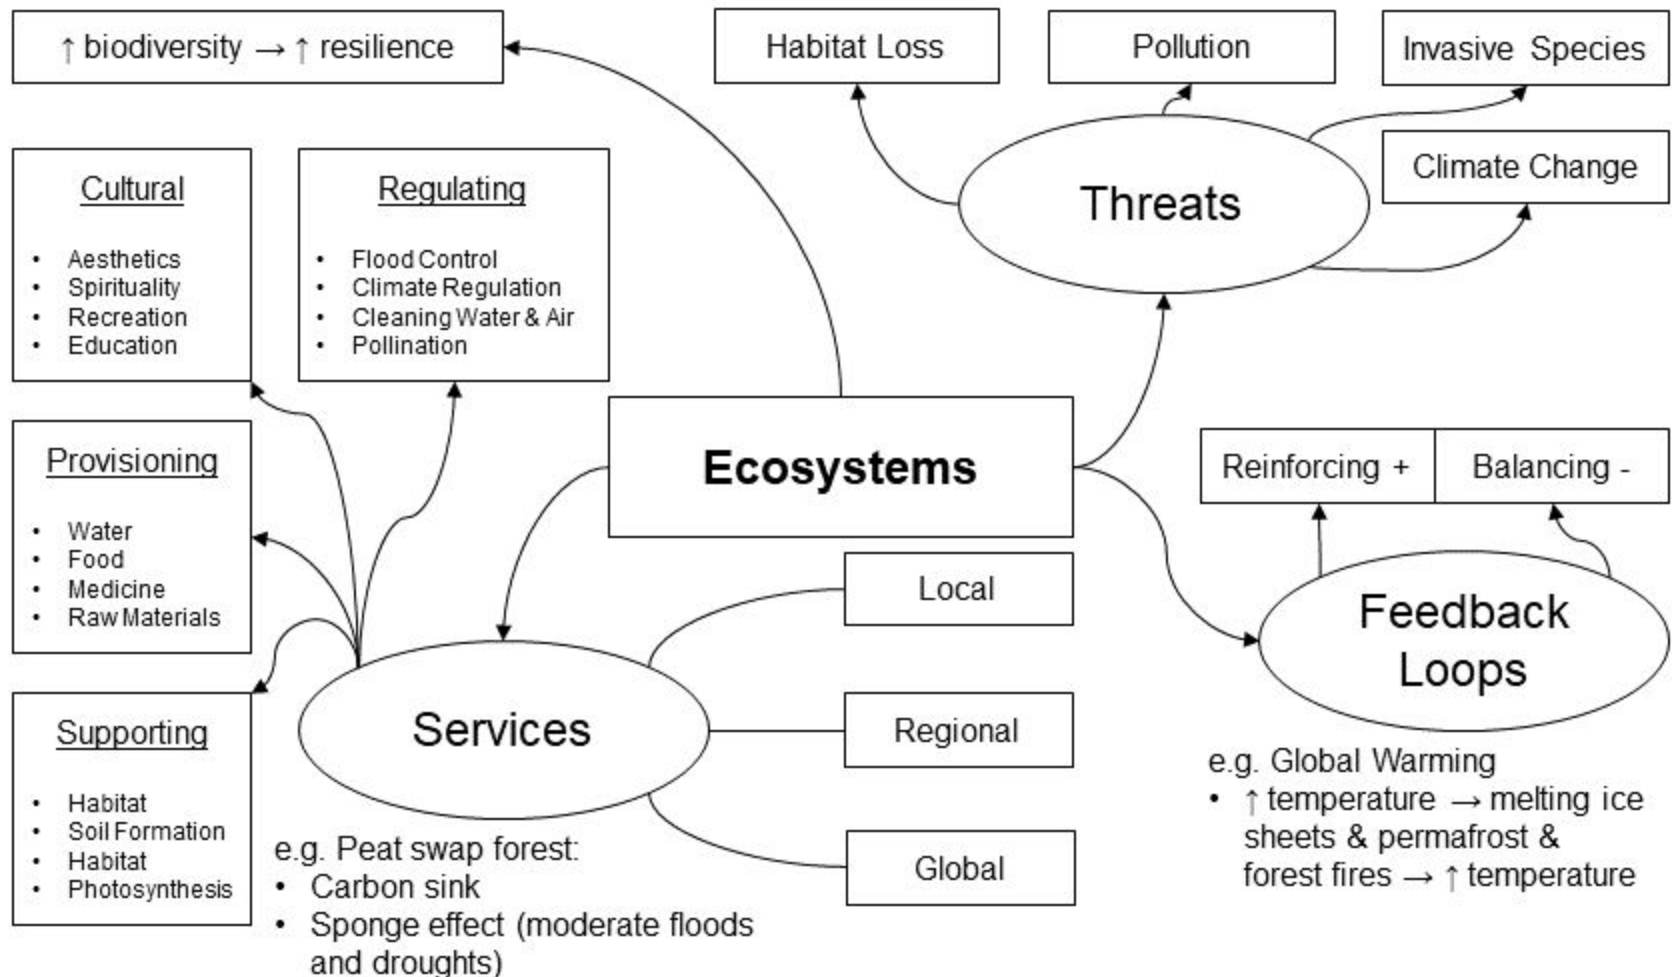 ↑ biodiversity → ↑ resilience
Habitat Loss
Pollution
Invasive Species
Climate Change
Threats
Cultural
• Aesthetics
• Spirituality
• Recreation
• Education
Regulating
• Flood Control
• Climate Regulation
• Cleaning Water & Air
• Pollination
Provisioning
• Water
• Food
• Medicine
• Raw Materials
Ecosystems
Reinforcing +
Balancing -
Feedback
Loops
Local
Regional
Global
Services
Supporting
• Habitat
• Soil Formation
• Habitat
• Photosynthesis
e.g. Peat swap forest:
• Carbon sink
• Sponge effect (moderate floods
and droughts)
e.g. Global Warming
• ↑ temperature → melting ice
sheets & permafrost &
forest fires → ↑ temperature